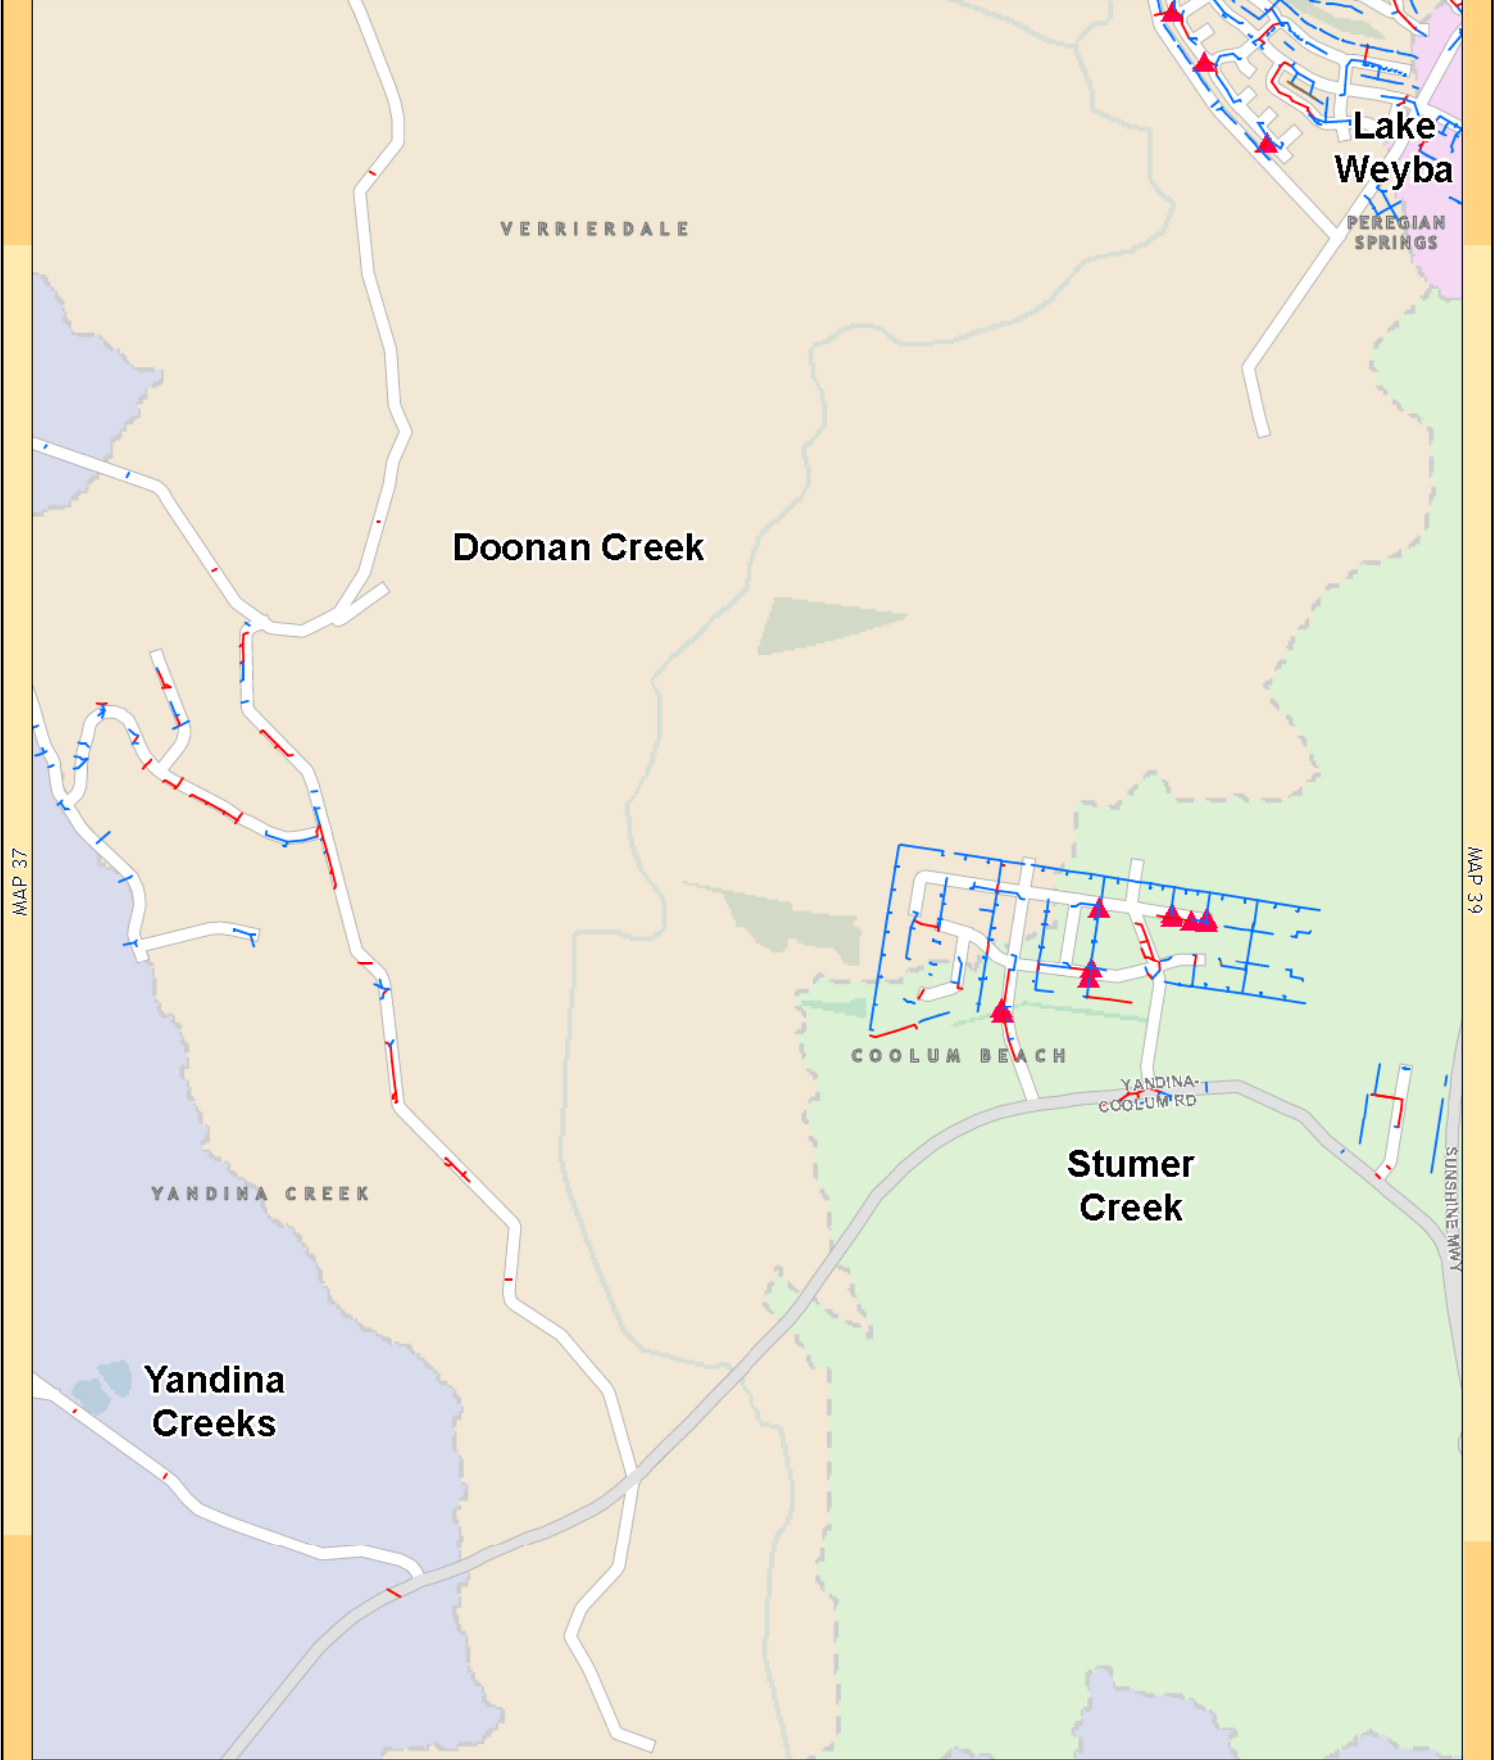 Lake
Weyba
PEREGIAN
SPRINGS
VERRIERDALE
Doonan Creek
MAP 37
MAP 39
COOLUM BEACH
YANDINA-
COOLUM RD
Stumer
Creek
SUNSHINE MWY
YANDINA CREEK
Yandina
Creeks